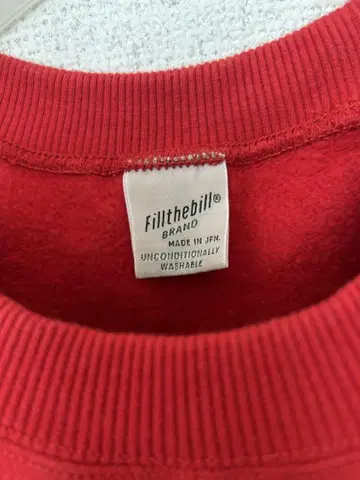 Fillthebill®
BRAND
MADE IN JPN.
UNCONDITIONALLY
WASHABLE